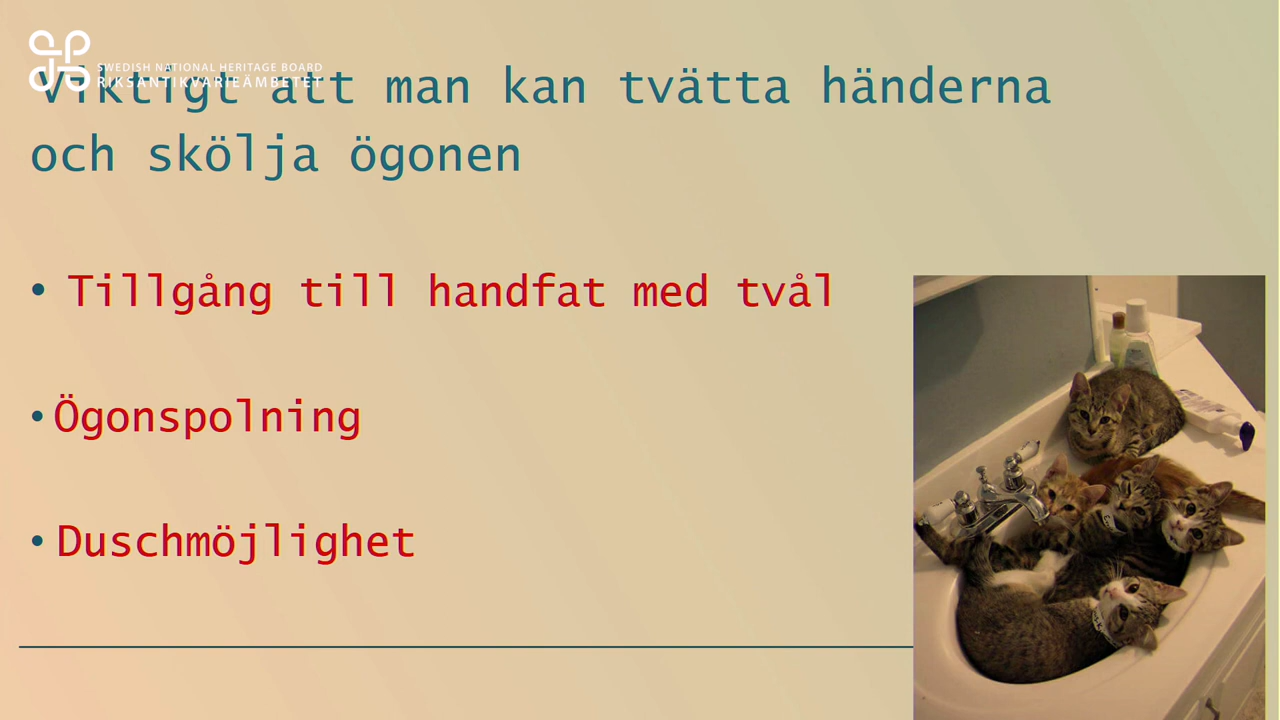 SWEDISH NATIONAL HERITAGE BOARD
RIKSANTIKVARIEÄMBETET
Viktigt att man kan tvätta händerna
och skölja ögonen
• Tillgång till handfat med tvål
• Ögonspolning
• Duschmöjlighet